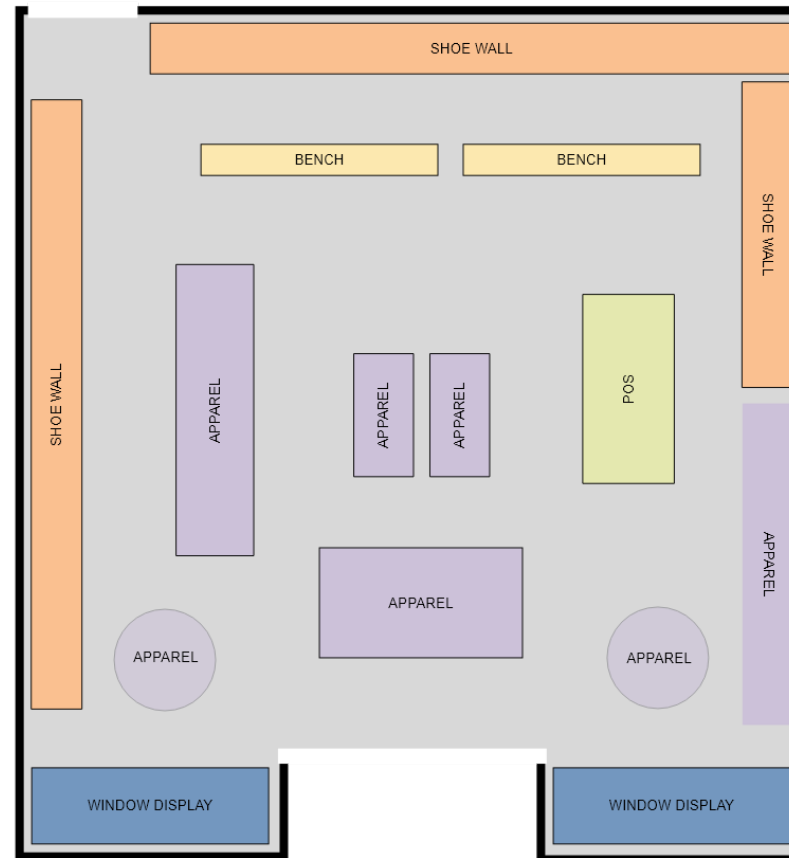 SHOE WALL
BENCH
BENCH
SHOE WALL
SHOE WALL
APPAREL
APPAREL
APPAREL
POS
APPAREL
APPAREL
APPAREL
APPAREL
WINDOW DISPLAY
WINDOW DISPLAY